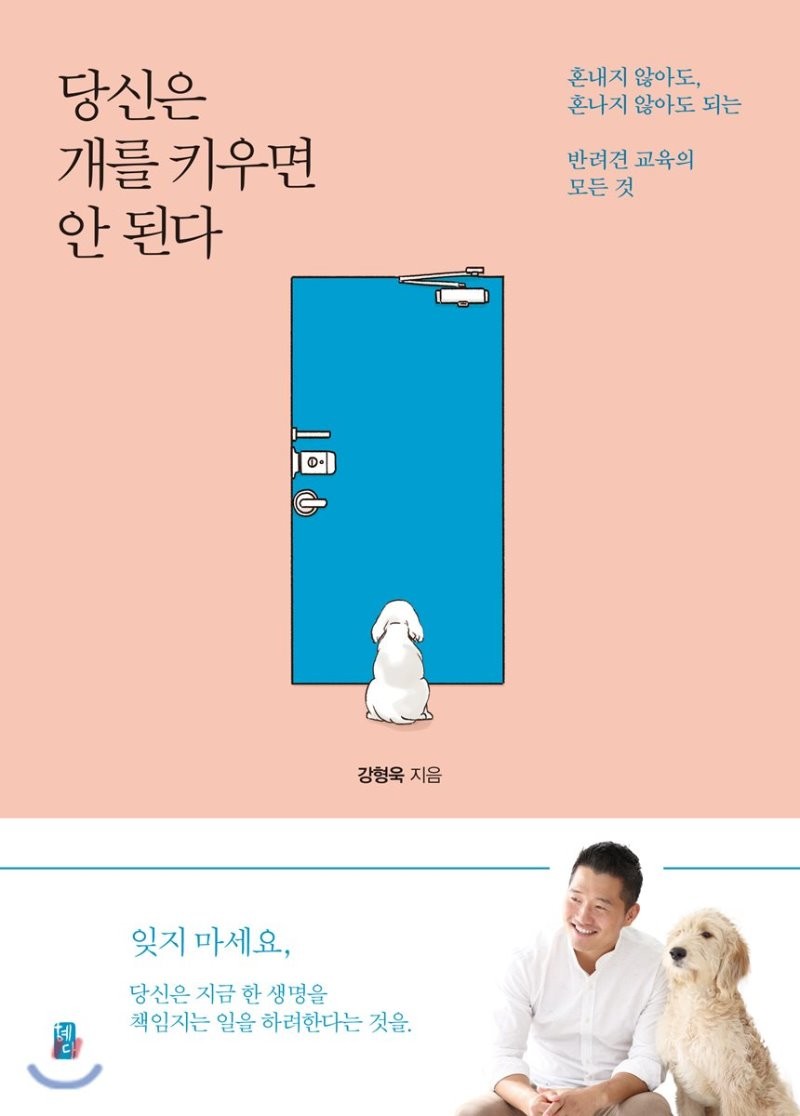 당신은
개를 키우면
안 된다
혼내지 않아도,
혼나지 않아도 되는
반려견 교육의
모든 것
강형욱 지음
잊지 마세요,
당신은 지금 한 생명을
책임지는 일을 하려한다는 것을.
혜다